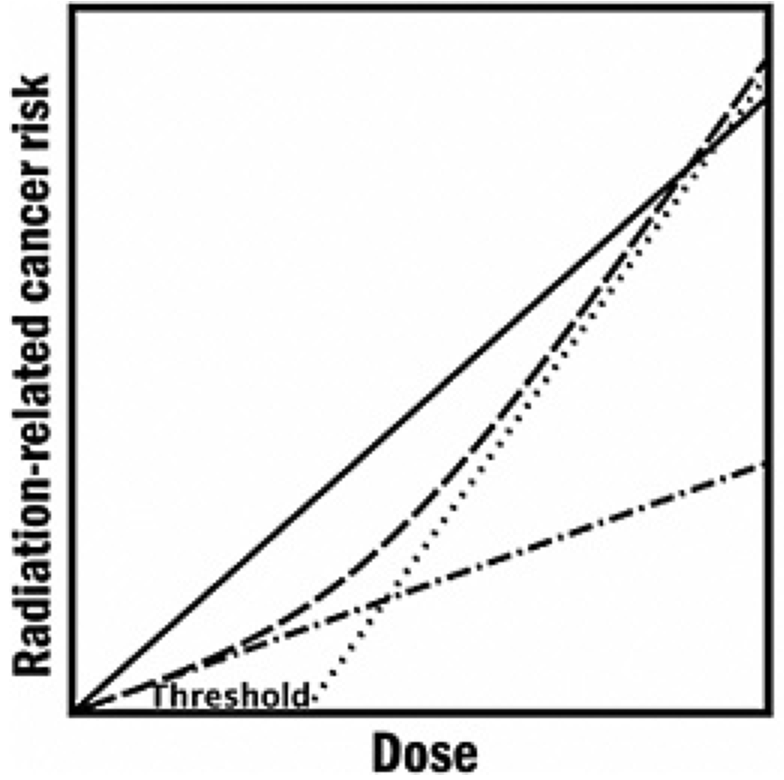 Radiation-related cancer risk
Threshold
Dose